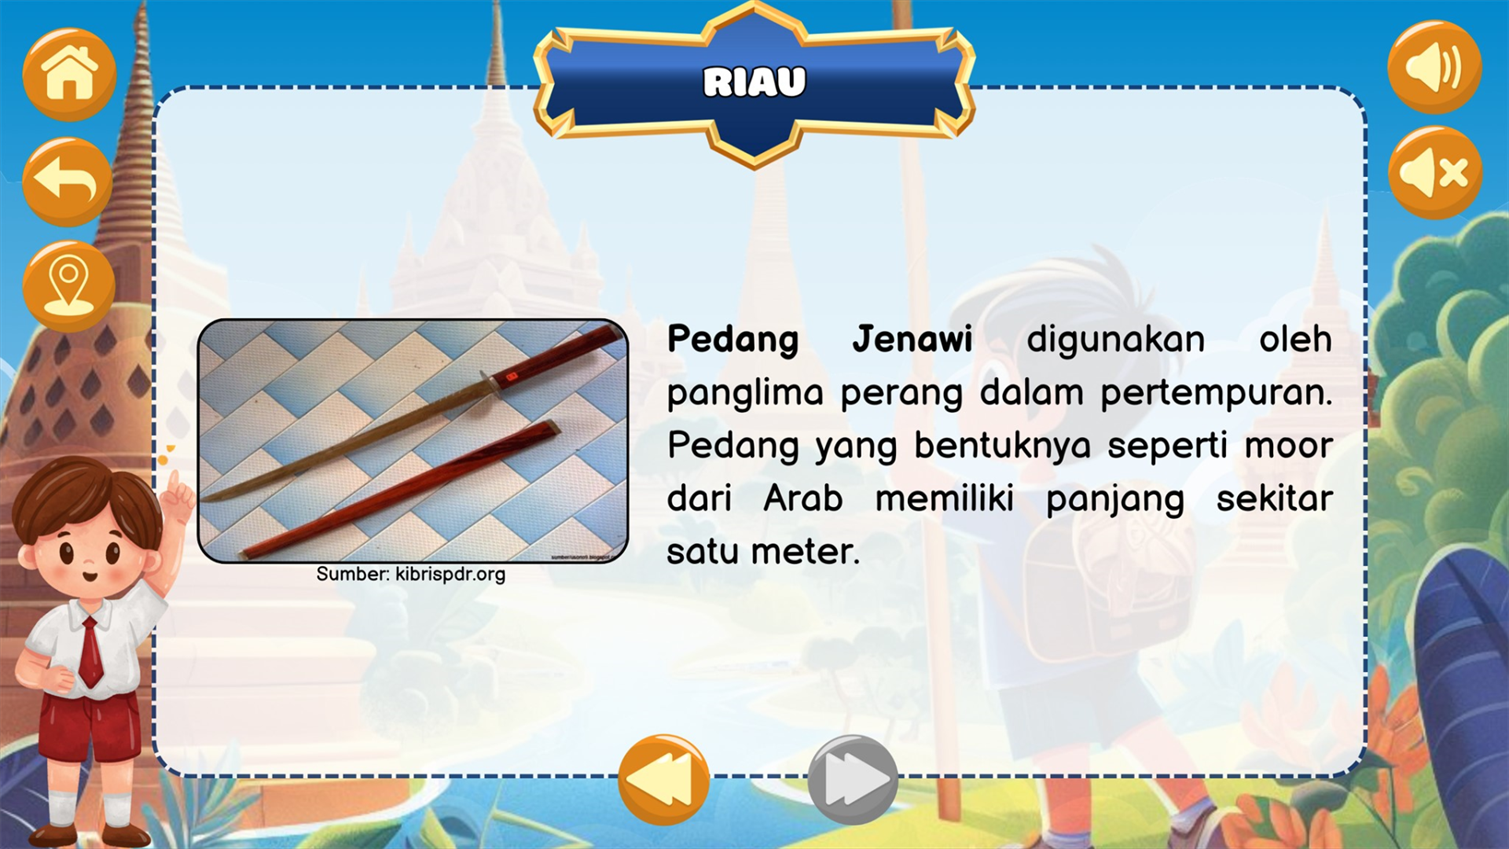 RIAU
Pedang Jenawi digunakan oleh
panglima perang dalam pertempuran.
Pedang yang bentuknya seperti moor
dari Arab memiliki panjang sekitar
satu meter.
Sumber: kibrispdr.org